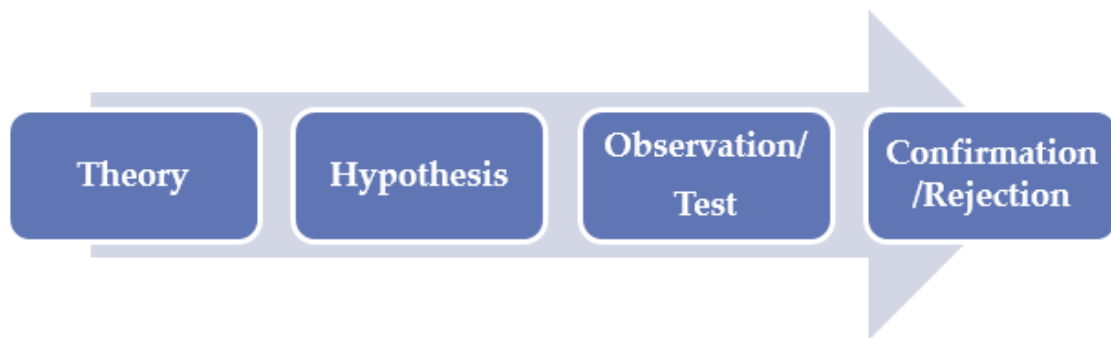 Theory
Hypothesis
Observation/
Test
Confirmation
/Rejection